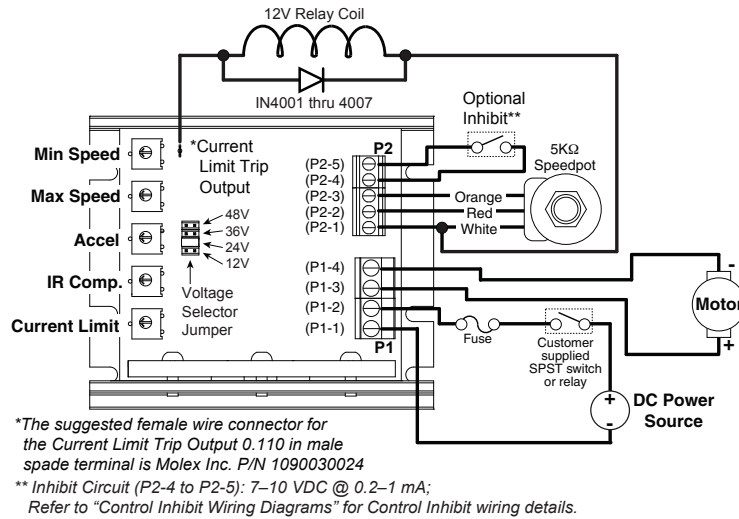 12V Relay Coil
IN4001 thru 4007
Optional
Inhibit**
5KΩ
Speedpot
*Current
Limit Trip
Output
Min Speed
Max Speed
Accel
IR Comp.
Current Limit
48V
36V
24V
12V
Voltage
Selector
Jumper
P2
(P2-5)
(P2-4)
(P2-3)
(P2-2)
(P2-1)
Orange
Red
White
(P1-4)
(P1-3)
(P1-2)
(P1-1)
P1
Fuse
Customer
supplied
SPST switch
or relay
-
Motor
+
+
-
DC Power
Source
*The suggested female wire connector for
the Current Limit Trip Output 0.110 in male
spade terminal is Molex Inc. P/N 1090030024
** Inhibit Circuit (P2-4 to P2-5): 7–10 VDC @ 0.2–1 mA;
Refer to “Control Inhibit Wiring Diagrams” for Control Inhibit wiring details.